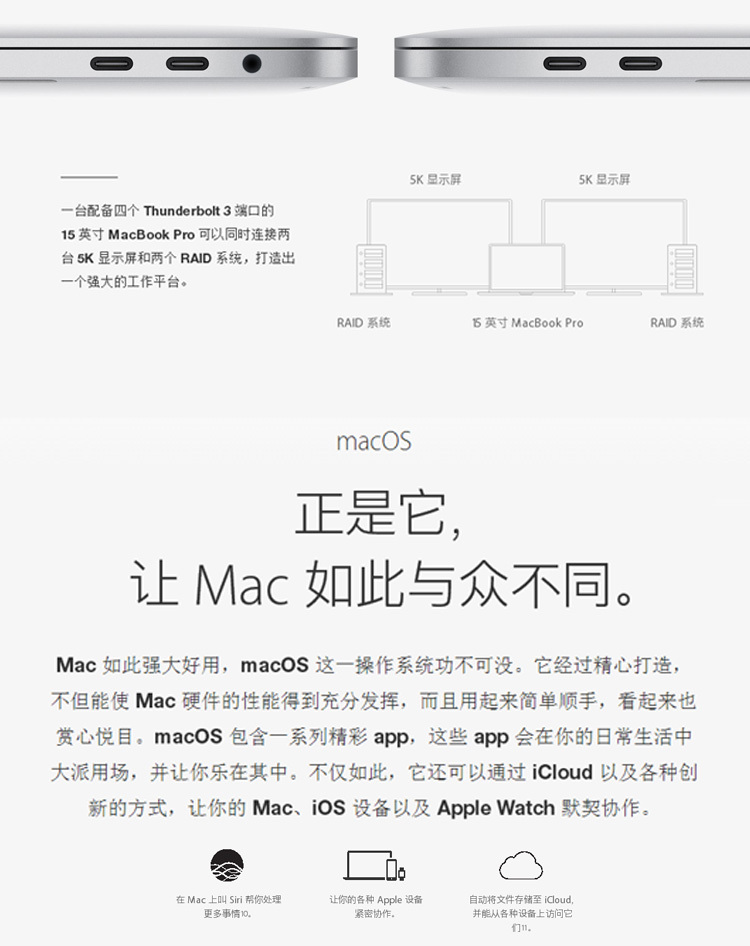 5K 显示屏
5K 显示屏
一台配备四个 Thunderbolt 3 端口的
15 英寸 MacBook Pro 可以同时连接两
台 5K 显示屏和两个 RAID 系统，打造出
一个强大的工作平台。
RAID 系统
15 英寸 MacBook Pro
RAID 系统
macOS
正是它，
让 Mac 如此与众不同。
Mac 如此强大好用，macOS 这一操作系统功不可没。它经过精心打造，
不但能使 Mac 硬件的性能得到充分发挥，而且用起来简单顺手，看起来也
赏心悦目。macOS 包含一系列精彩 app，这些 app 会在你的日常生活中
大派用场，并让你乐在其中。不仅如此，它还可以通过 iCloud 以及各种创
新的方式，让你的 Mac、iOS 设备以及 Apple Watch 默契协作。
在 Mac 上叫 Siri 帮你处理
更多事情10。
让你的各种 Apple 设备
紧密协作。
自动将文件存储至 iCloud，
并能从各种设备上访问它
们11。